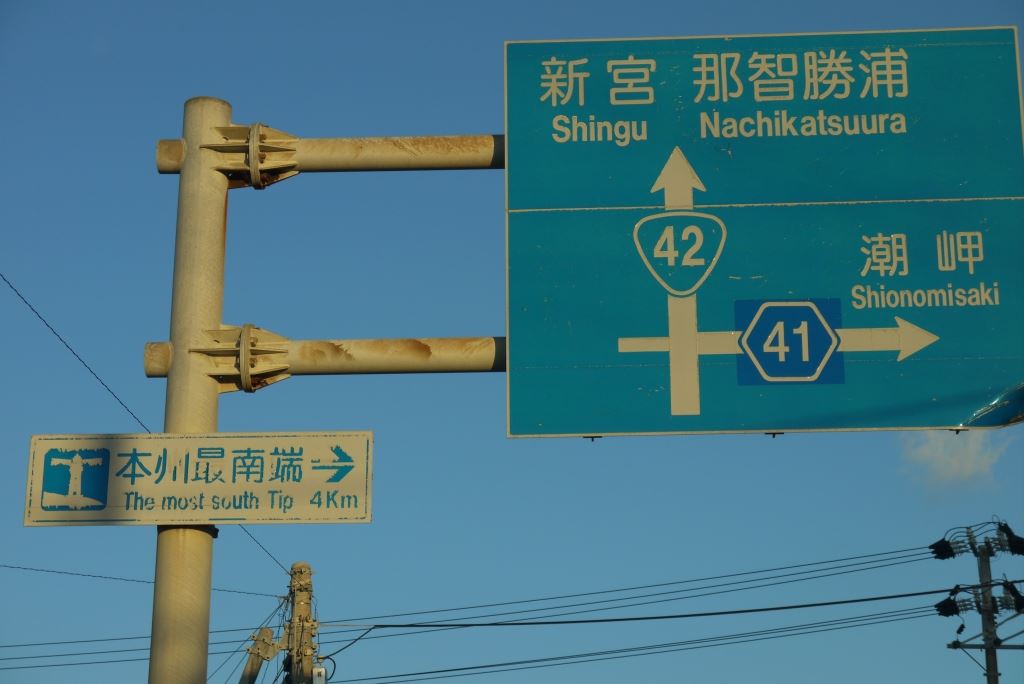 新宮 那智勝浦
Shingu Nachikatsuura
42
潮岬
Shionomisaki
41
本州最南端→
The most south Tip 4Km